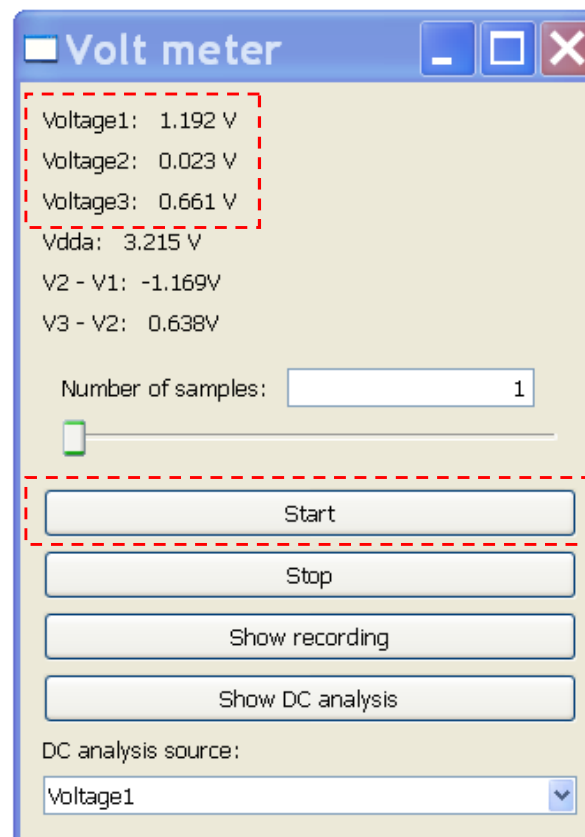 Volt meter
Voltage1: 1.192 V
Voltage2: 0.023 V
Voltage3: 0.661 V
Vdda: 3.215 V
V2 - V1: -1.169V
V3 - V2: 0.638V
Number of samples: 1
Start
Stop
Show recording
Show DC analysis
DC analysis source:
Voltage1